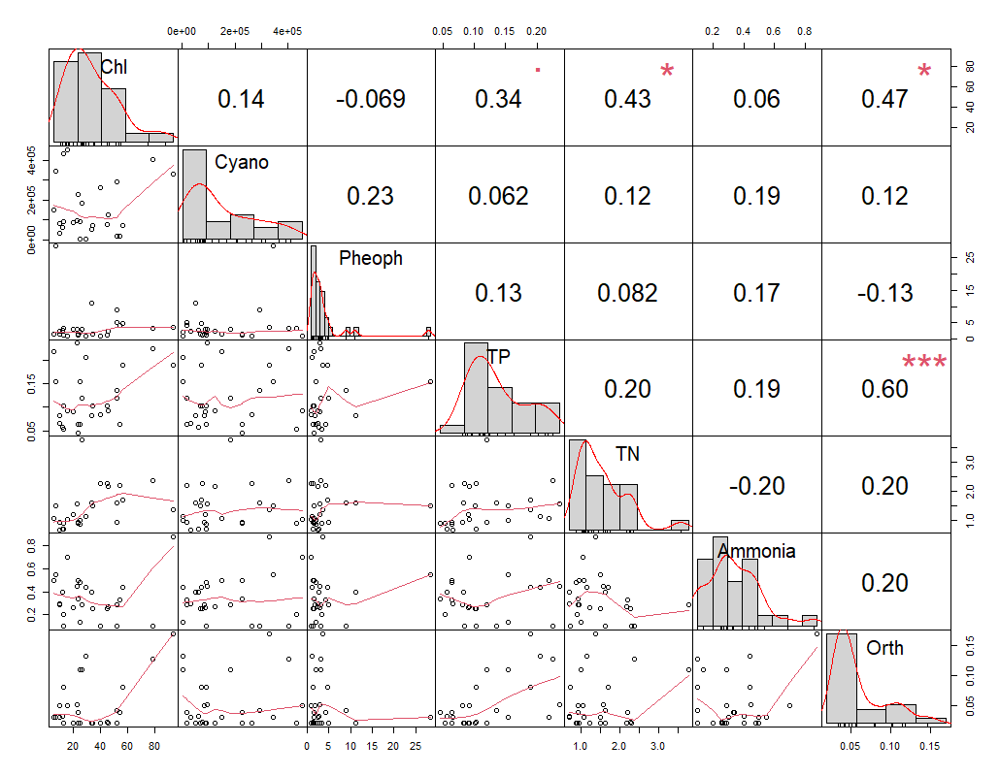 0e+00 2e+05 4e+05 0.05 0.10 0.15 0.20 0.2 0.4 0.6 0.8
Chl 0.14 -0.069 0.34 . 0.43 * 0.06 0.47 * 20 40 60 80
0e+00 2e+05 4e+05 Cyano 0.23 0.062 0.12 0.19 0.12
Pheoph 0.13 0.082 0.17 -0.13 0 5 15 25
0.05 0.15 TP 0.20 0.19 0.60 ***
TN -0.20 0.20 1.0 2.0 3.0
0.2 0.4 0.6 0.8 Ammonia 0.20
Orth 0.05 0.10 0.15
20 40 60 80 0 5 10 15 20 25 1.0 2.0 3.0 0.05 0.10 0.15